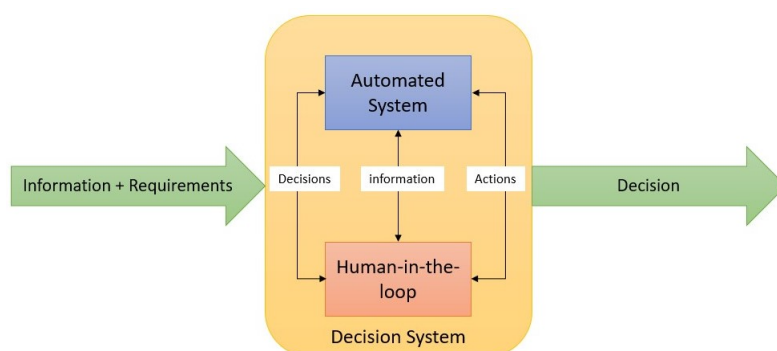 Automated
System
Information + Requirements
Decisions
information
Actions
Decision
Human-in-the-
loop
Decision System